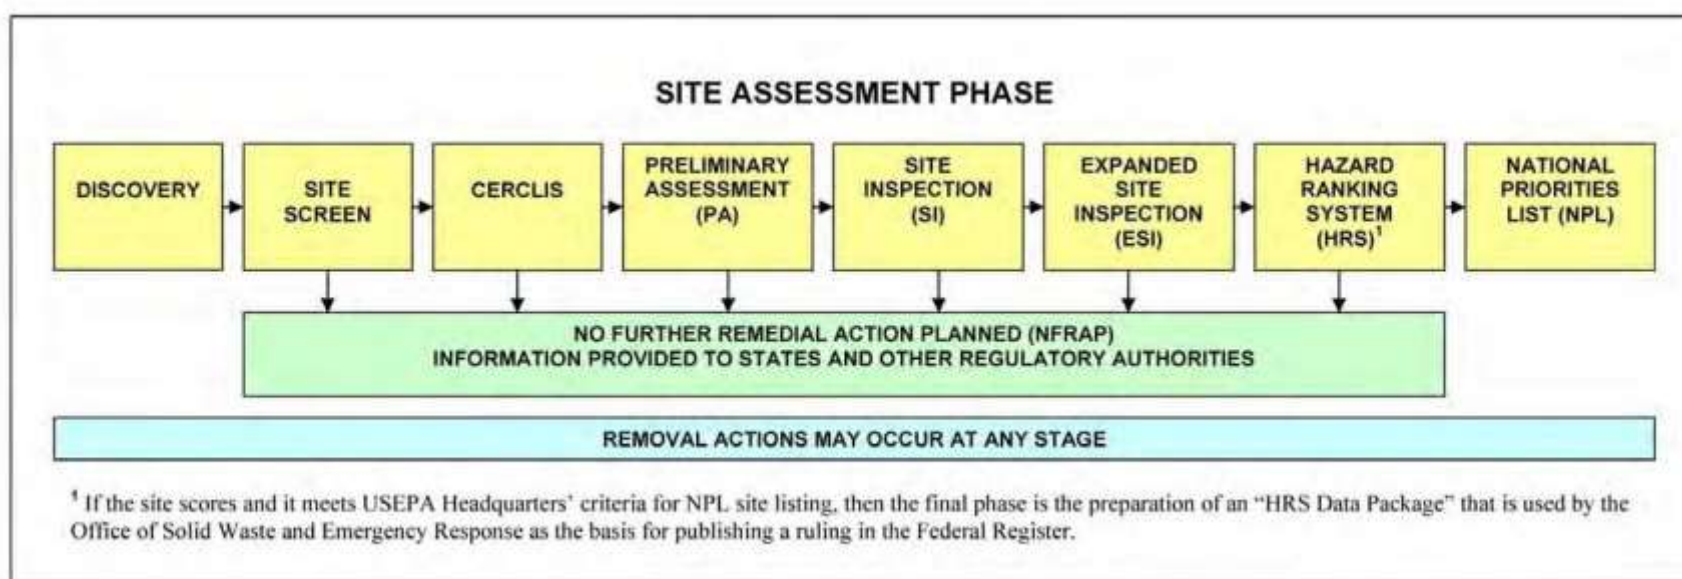 SITE ASSESSMENT PHASE
DISCOVERY
SITE
SCREEN
CERCLIS
PRELIMINARY
ASSESSMENT
(PA)
SITE
INSPECTION
(SI)
EXPANDED
SITE
INSPECTION
(ESI)
HAZARD
RANKING
SYSTEM
(HRS)¹
NATIONAL
PRIORITIES
LIST (NPL)
NO FURTHER REMEDIAL ACTION PLANNED (NFRAP)
INFORMATION PROVIDED TO STATES AND OTHER REGULATORY AUTHORITIES
REMOVAL ACTIONS MAY OCCUR AT ANY STAGE
¹ If the site scores and it meets USEPA Headquarters' criteria for NPL site listing, then the final phase is the preparation of an “HRS Data Package” that is used by the
Office of Solid Waste and Emergency Response as the basis for publishing a ruling in the Federal Register.